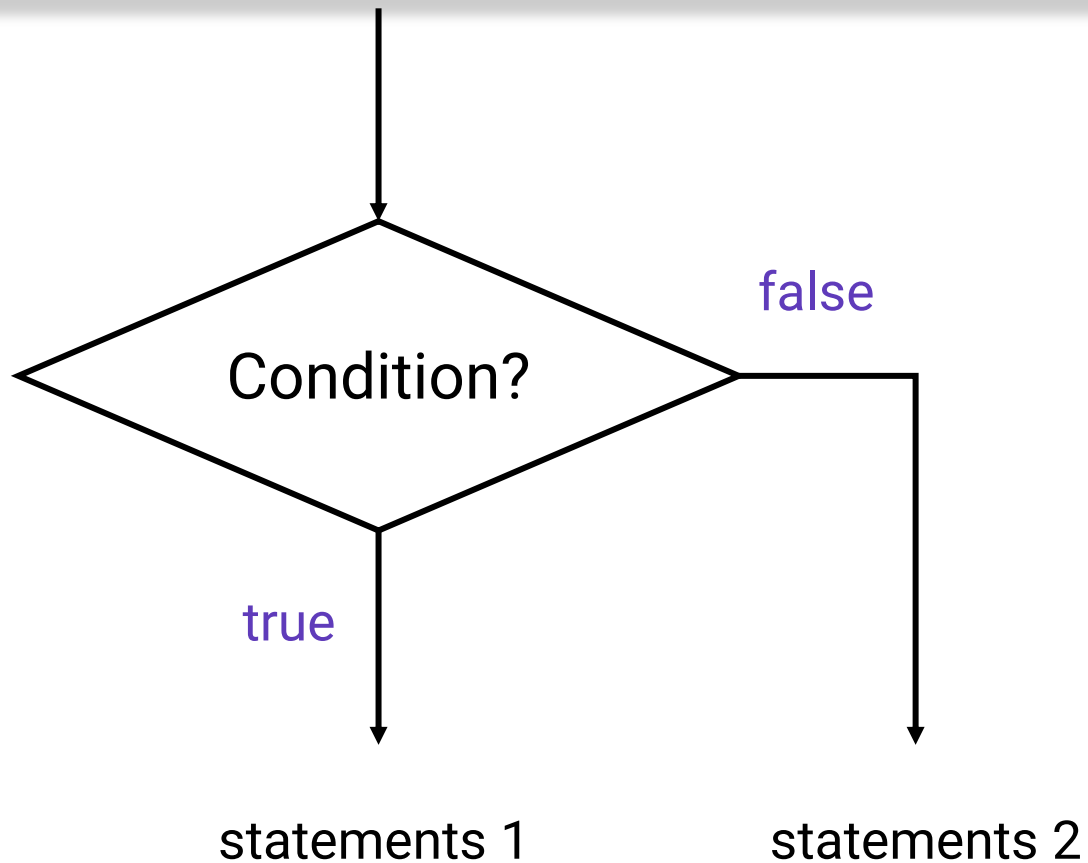 false
Condition?
true
statements 1
statements 2